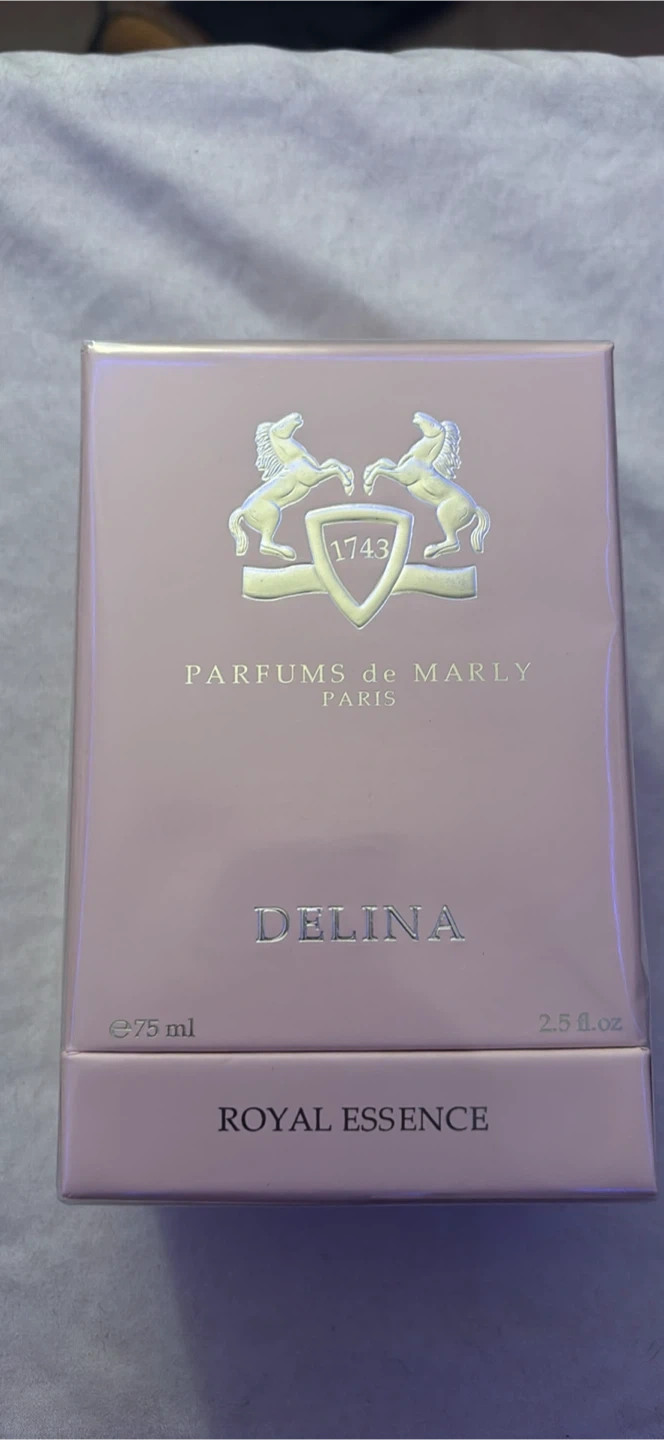 1743
PARFUMS de MARLY
PARIS
DELINA
℮75 ml 2.5 fl.oz
ROYAL ESSENCE